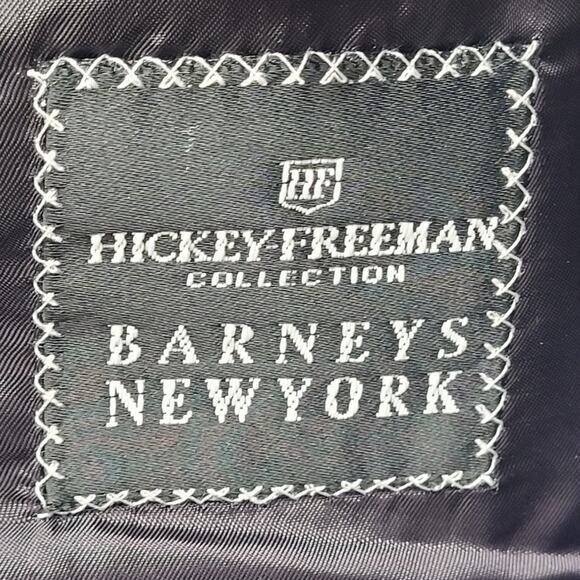 HF
HICKEY-FREEMAN
COLLECTION
BARNEYS
NEW YORK